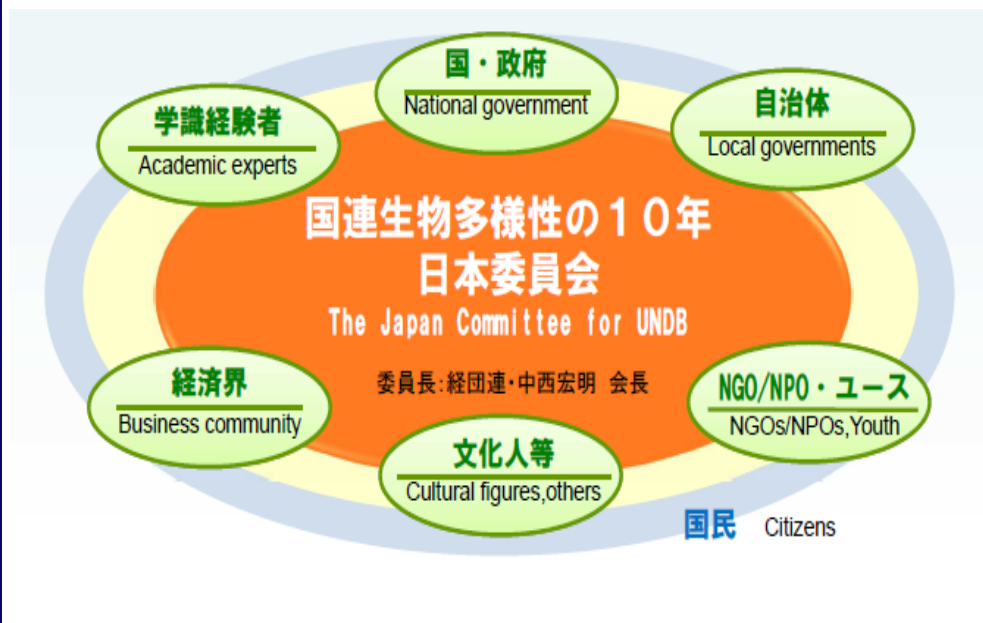 国・政府
National government
学識経験者
Academic experts
自治体
Local governments
国連生物多様性の１０年
日本委員会
The Japan Committee for UNDB
委員長:経団連・中西宏明 会長
経済界
Business community
NGO/NPO・ユース
NGOs/NPOs,Youth
文化人等
Cultural figures,others
国民 Citizens